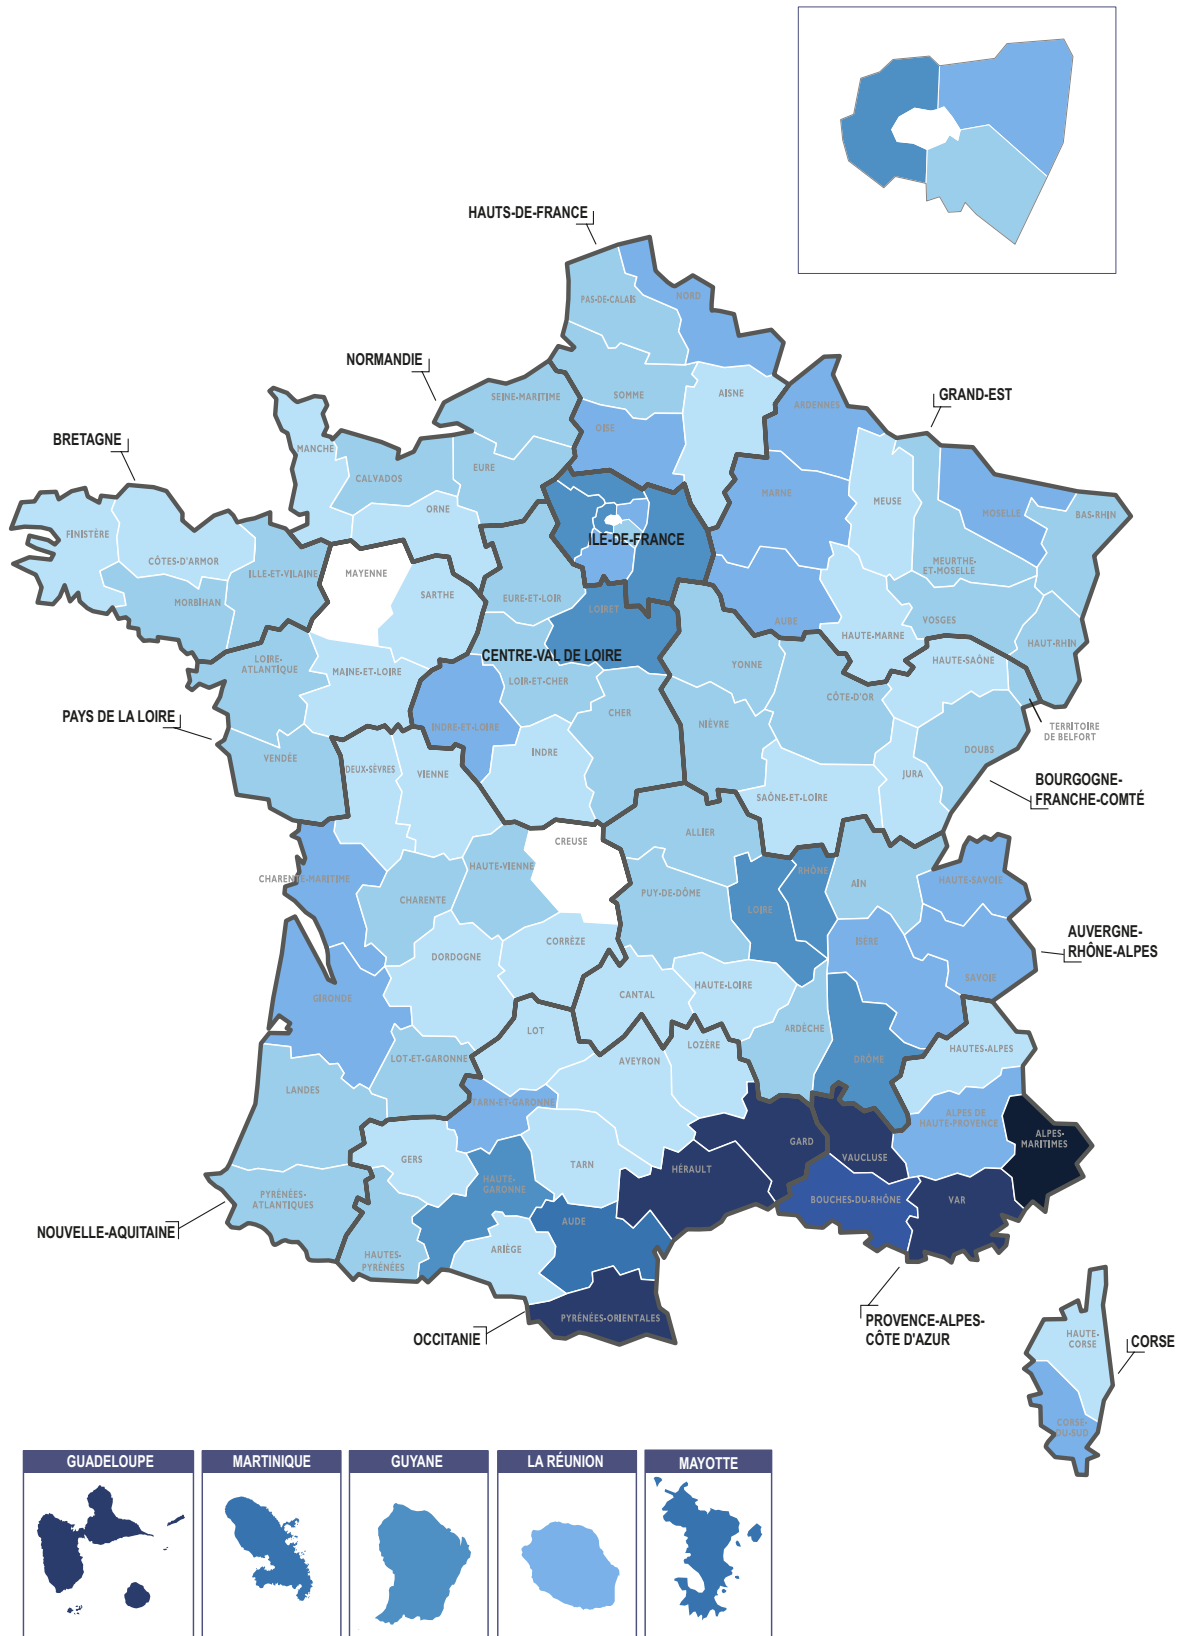 HAUTS-DE-FRANCE
NORD
PAS-DE-CALAIS
NORMANDIE
SEINE-MARITIME
SOMME
AISNE
ARDENNES
GRAND-EST
OISE
BRETAGNE
MANCHE
CALVADOS
EURE
MARNE
MEUSE
MOSELLE
BAS-RHIN
ORNE
FINISTÈRE
CÔTES-D'ARMOR
ILLE-ET-VILAINE
MAYENNE
ILE-DE-FRANCE
MEURTHE-
ET-MOSELLE
SARTHE
EURE-ET-LOIR
LOIRET
MORBIHAN
AUBE
VOSGES
HAUTE-MARNE
HAUT-RHIN
LOIRE-
ATLANTIQUE
MAINE-ET-LOIRE
CENTRE-VAL DE LOIRE
LOIR-ET-CHER
YONNE
HAUTE-SAÔNE
CÔTE-D'OR
PAYS DE LA LOIRE
INDRE-ET-LOIRE
CHER
NIÈVRE
TERRITOIRE
DE BELFORT
VENDÉE
DEUX-SÈVRES
VIENNE
INDRE
DOUBS
JURA
BOURGOGNE-
FRANCHE-COMTÉ
SAÔNE-ET-LOIRE
ALLIER
CREUSE
HAUTE-VIENNE
CHARENTE-MARITIME
CHARENTE
PUY-DE-DÔME
LOIRE
RHÔNE
AIN
HAUTE-SAVOIE
AUVERGNE-
RHÔNE-ALPES
CORRÈZE
DORDOGNE
ISÈRE
SAVOIE
GIRONDE
CANTAL
HAUTE-LOIRE
LOT
ARDÈCHE
DRÔME
HAUTES-ALPES
LOT-ET-GARONNE
AVEYRON
LOZÈRE
LANDES
TARN-ET-GARONNE
ALPES DE
HAUTE-PROVENCE
ALPES-
MARITIMES
GERS
TARN
GARD
VAUCLUSE
HÉRAULT
HAUTE-
GARONNE
PYRÉNÉES-
ATLANTIQUES
BOUCHES-DU-RHÔNE
VAR
NOUVELLE-AQUITAINE
AUDE
HAUTES-
PYRÉNÉES
ARIÈGE
PYRÉNÉES-ORIENTALES
OCCITANIE
PROVENCE-ALPES-
CÔTE D'AZUR
HAUTE-
CORSE
CORSE
CORSE-
DU-SUD
GUADELOUPE
MARTINIQUE
GUYANE
LA RÉUNION
MAYOTTE